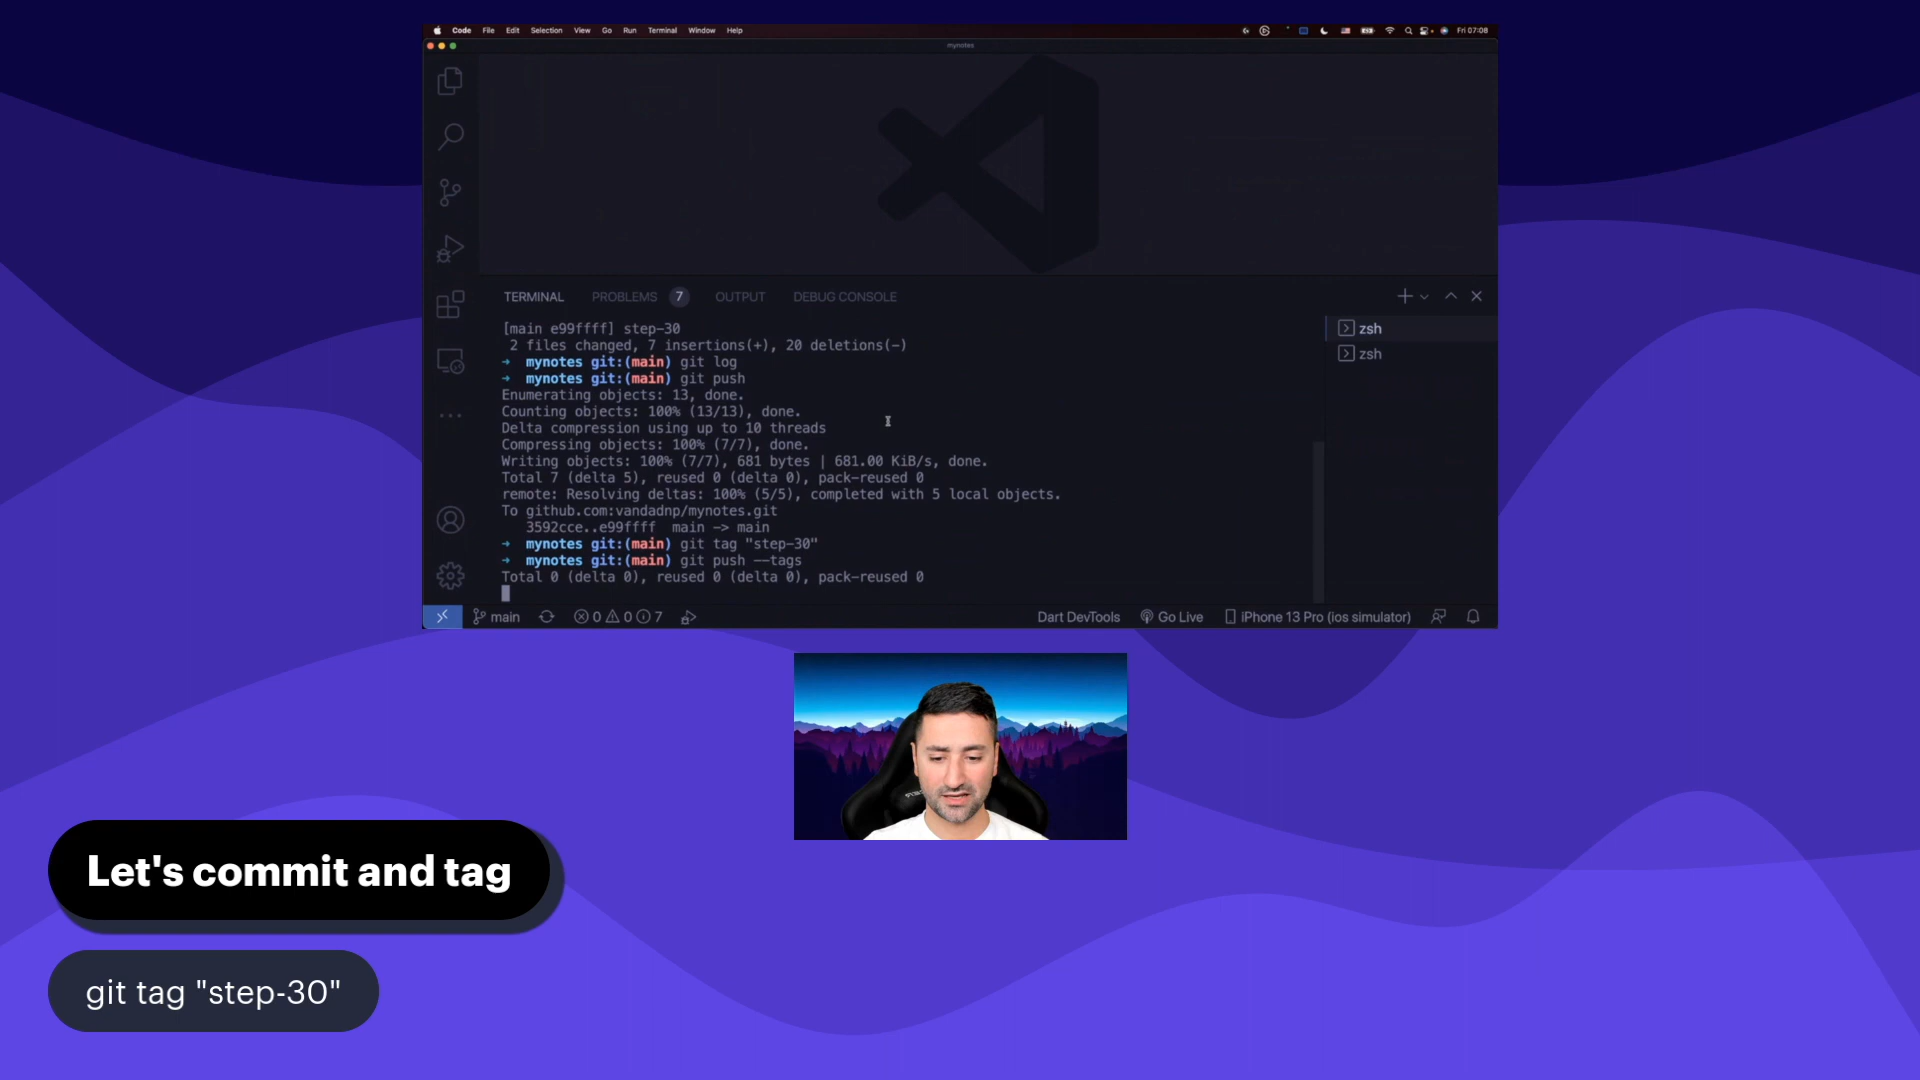 Code File Edit Selection View Go Run Terminal Window Help
Fri 07:08
mynotes
TERMINAL PROBLEMS 7 OUTPUT DEBUG CONSOLE
[main e99ffff] step-30
2 files changed, 7 insertions(+), 20 deletions(-)
→ mynotes git:(main) git log
→ mynotes git:(main) git push
Enumerating objects: 13, done.
Counting objects: 100% (13/13), done.
Delta compression using up to 10 threads
Compressing objects: 100% (7/7), done.
Writing objects: 100% (7/7), 681 bytes | 681.00 KiB/s, done.
Total 7 (delta 5), reused 0 (delta 0), pack-reused 0
remote: Resolving deltas: 100% (5/5), completed with 5 local objects.
To github.com:vandadnp/mynotes.git
3592cce..e99ffff main -> main
→ mynotes git:(main) git tag "step-30"
→ mynotes git:(main) git push --tags
Total 0 (delta 0), reused 0 (delta 0), pack-reused 0
zsh
zsh
main 0 0 7 Dart DevTools Go Live iPhone 13 Pro (ios simulator)
Let's commit and tag
git tag "step-30"